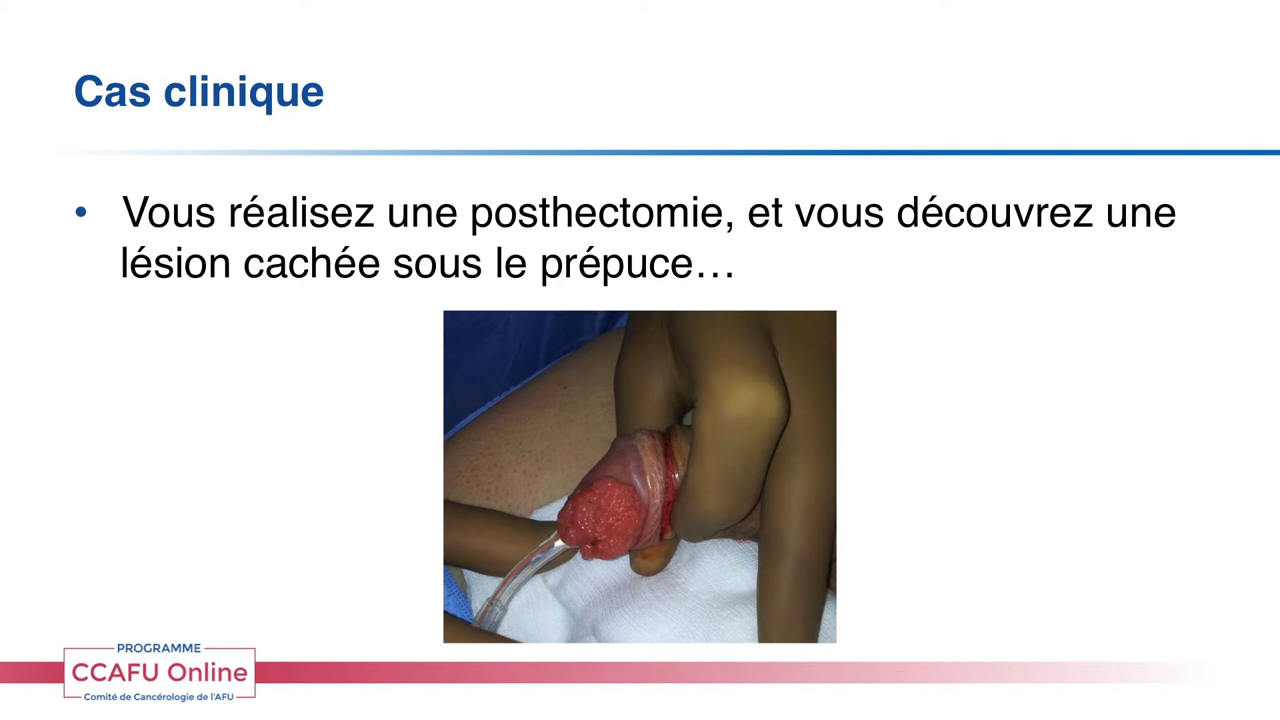 Cas clinique
• Vous réalisez une posthectomie, et vous découvrez une
lésion cachée sous le prépuce…
PROGRAMME
CCAFU Online
Comité de Cancérologie de l'AFU